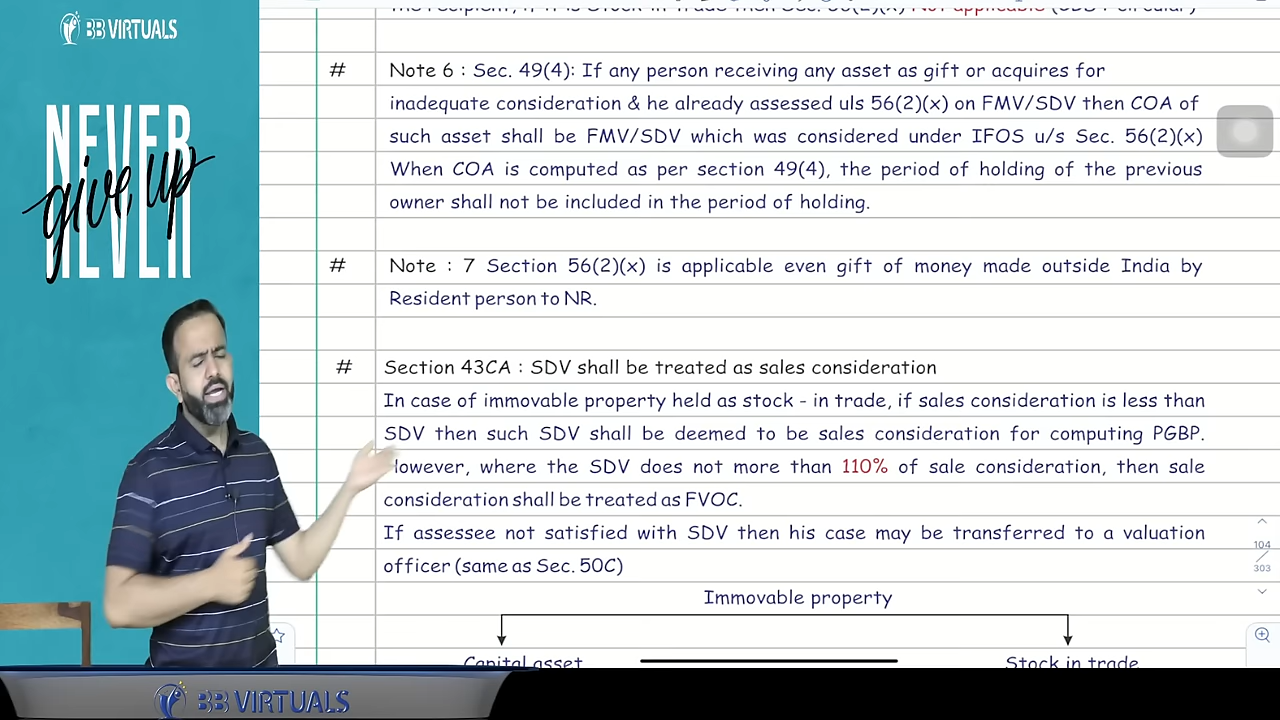 BB VIRTUALS
NEVER
give up
NEVER
Not applicable
# Note 6 : Sec. 49(4): If any person receiving any asset as gift or acquires for
inadequate consideration & he already assessed uls 56(2)(x) on FMV/SDV then COA of
such asset shall be FMV/SDV which was considered under IFOS u/s Sec. 56(2)(x)
When COA is computed as per section 49(4), the period of holding of the previous
owner shall not be included in the period of holding.
# Note : 7 Section 56(2)(x) is applicable even gift of money made outside India by
Resident person to NR.
# Section 43CA : SDV shall be treated as sales consideration
In case of immovable property held as stock - in trade, if sales consideration is less than
SDV then such SDV shall be deemed to be sales consideration for computing PGBP.
However, where the SDV does not more than 110% of sale consideration, then sale
consideration shall be treated as FVOC.
If assessee not satisfied with SDV then his case may be transferred to a valuation
officer (same as Sec. 50C)
Immovable property
Capital asset
Stock in trade
104
303
BB VIRTUALS